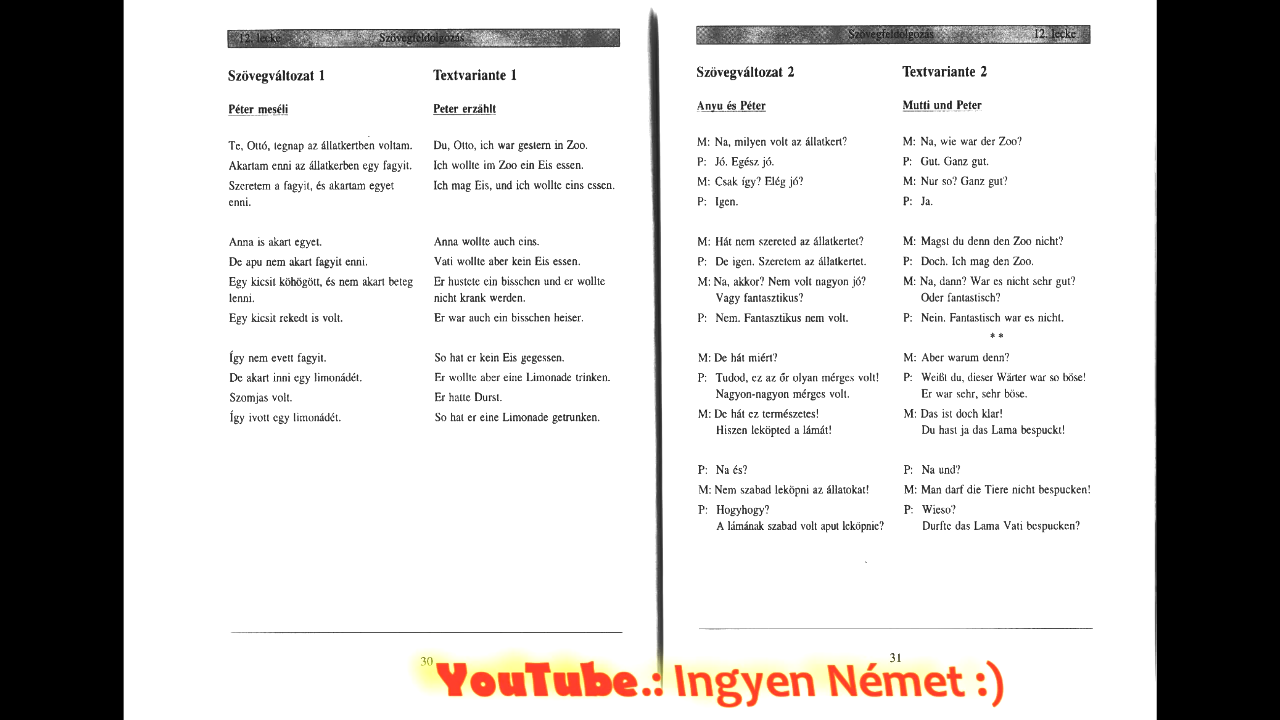 12. lecke Szövegfeldolgozás
Szövegváltozat 1
Péter meséli
Te, Ottó, tegnap az állatkertben voltam.
Akartam enni az állatkerben egy fagyit.
Szeretem a fagyit, és akartam egyet
enni.
Anna is akart egyet.
De apu nem akart fagyit enni.
Egy kicsit köhögött, és nem akart beteg
lenni.
Egy kicsit rekedt is volt.
Így nem evett fagyit.
De akart inni egy limonádét.
Szomjas volt.
Így ivott egy limonádét.
Textvariante 1
Peter erzählt
Du, Otto, ich war gestern in Zoo.
Ich wollte im Zoo ein Eis essen.
Ich mag Eis, und ich wollte eins essen.
Anna wollte auch eins.
Vati wollte aber kein Eis essen.
Er hustete ein bisschen und er wollte
nicht krank werden.
Er war auch ein bisschen heiser.
So hat er kein Eis gegessen.
Er wollte aber eine Limonade trinken.
Er hatte Durst.
So hat er eine Limonade getrunken.
30
Szövegfeldolgozás 12. lecke
Szövegváltozat 2
Anyu és Péter
M: Na, milyen volt az állatkert?
P: Jó. Egész jó.
M: Csak így? Elég jó?
P: Igen.
M: Hát nem szereted az állatkertet?
P: De igen. Szeretem az állatkertet.
M: Na, akkor? Nem volt nagyon jó?
Vagy fantasztikus?
P: Nem. Fantasztikus nem volt.
M: De hát miért?
P: Tudod, ez az őr olyan mérges volt!
Nagyon-nagyon mérges volt.
M: De hát ez természetes!
Hiszen leköpted a lámát!
P: Na és?
M: Nem szabad leköpni az állatokat!
P: Hogyhogy?
A lámának szabad volt aput leköpnie?
Textvariante 2
Mutti und Peter
M: Na, wie war der Zoo?
P: Gut. Ganz gut.
M: Nur so? Ganz gut?
P: Ja.
M: Magst du denn den Zoo nicht?
P: Doch. Ich mag den Zoo.
M: Na, dann? War es nicht sehr gut?
Oder fantastisch?
P: Nein. Fantastisch war es nicht.
* *
M: Aber warum denn?
P: Weißt du, dieser Wärter war so böse!
Er war sehr, sehr böse.
M: Das ist doch klar!
Du hast ja das Lama bespuckt!
P: Na und?
M: Man darf die Tiere nicht bespucken!
P: Wieso?
Durfte das Lama Vati bespucken?
31
YouTube.: Ingyen Német :)